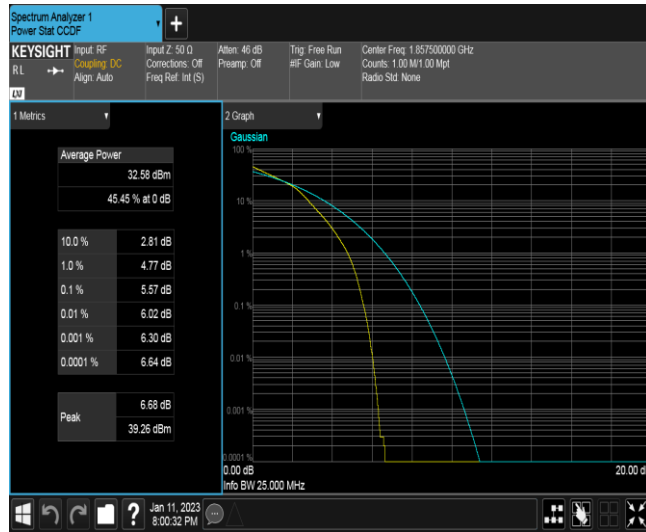 Spectrum Analyzer 1
Power Stat CCDF
+
KEYSIGHT
RL
LXI
Input: RF
Coupling: DC
Align: Auto
Input Z: 50 Ω
Corrections: Off
Freq Ref: Int (S)
Atten: 46 dB
Preamp: Off
Trig: Free Run
#IF Gain: Low
Center Freq: 1.857500000 GHz
Counts: 1.00 M/1.00 Mpt
Radio Std: None
1 Metrics
Average Power
32.58 dBm
45.45 % at 0 dB
10.0 % 2.81 dB
1.0 % 4.77 dB
0.1 % 5.57 dB
0.01 % 6.02 dB
0.001 % 6.30 dB
0.0001 % 6.64 dB
Peak
6.68 dB
39.26 dBm
2 Graph
Gaussian
100 %
10 %
1 %
0.1 %
0.01 %
0.001 %
0.0001 %
0.00 dB
20.00 d
Info BW 25.000 MHz
?
Jan 11, 2023
8:00:32 PM